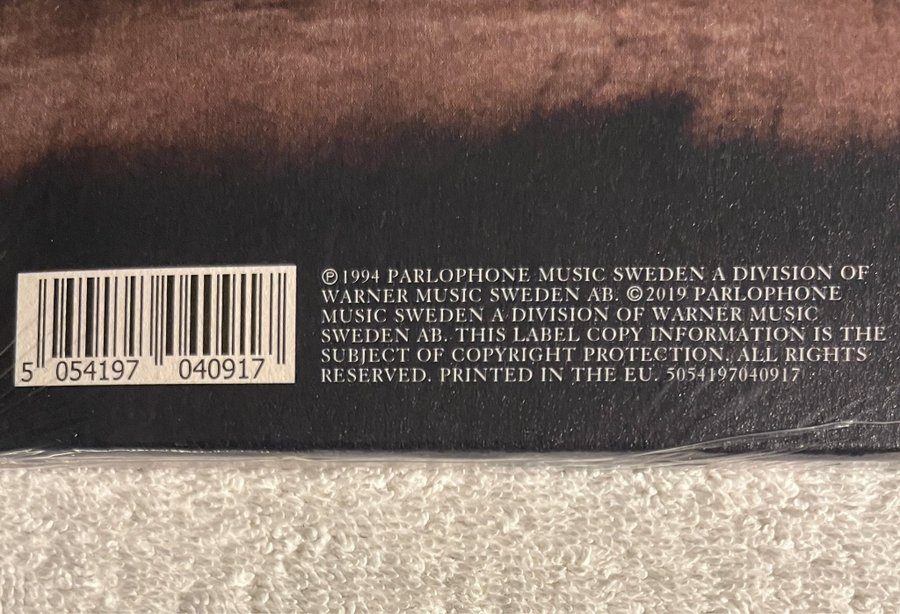 5 054197 040917
℗1994 PARLOPHONE MUSIC SWEDEN A DIVISION OF
WARNER MUSIC SWEDEN AB. ©2019 PARLOPHONE
MUSIC SWEDEN A DIVISION OF WARNER MUSIC
SWEDEN AB. THIS LABEL COPY INFORMATION IS THE
SUBJECT OF COPYRIGHT PROTECTION. ALL RIGHTS
RESERVED. PRINTED IN THE EU. 5054197040917